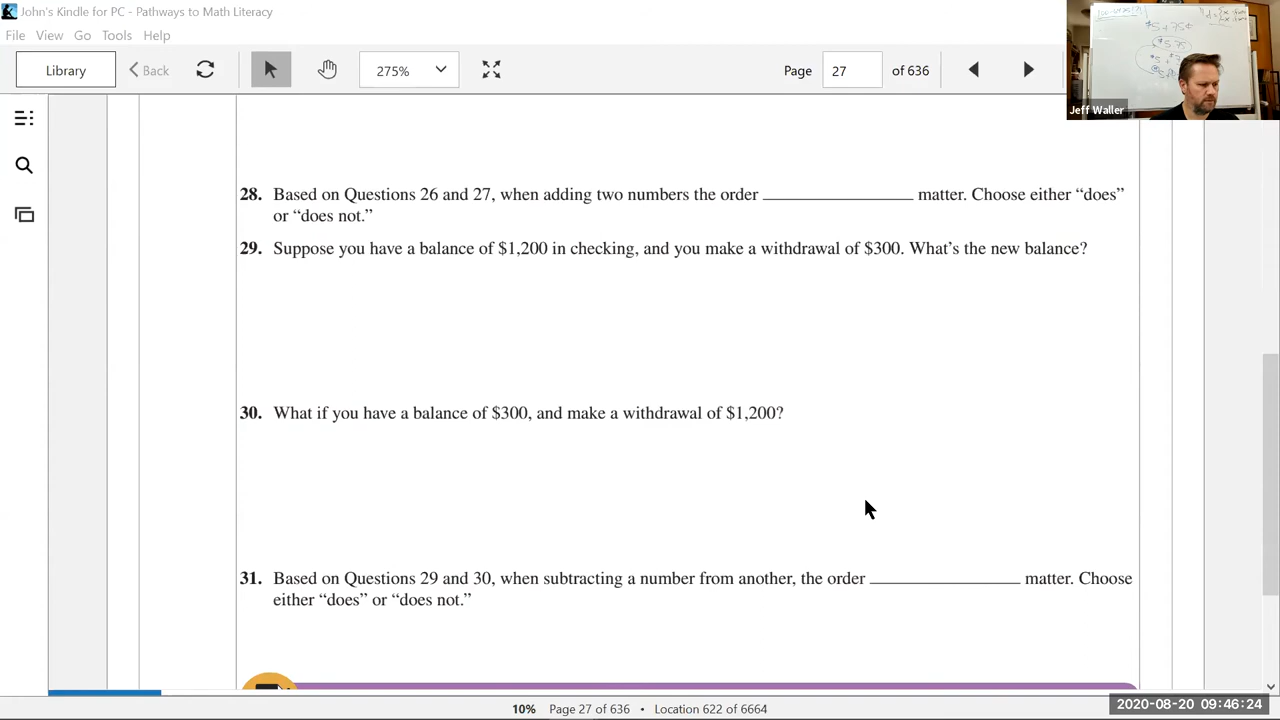 John's Kindle for PC - Pathways to Math Literacy
File View Go Tools Help
Library
Back
275%
Page 27 of 636
$5 + 75¢
Jeff Waller
28. Based on Questions 26 and 27, when adding two numbers the order ________________ matter. Choose either “does”
or “does not.”
29. Suppose you have a balance of $1,200 in checking, and you make a withdrawal of $300. What’s the new balance?
30. What if you have a balance of $300, and make a withdrawal of $1,200?
31. Based on Questions 29 and 30, when subtracting a number from another, the order ________________ matter. Choose
either “does” or “does not.”
10% Page 27 of 636 • Location 622 of 6664
2020-08-20 09:46:24